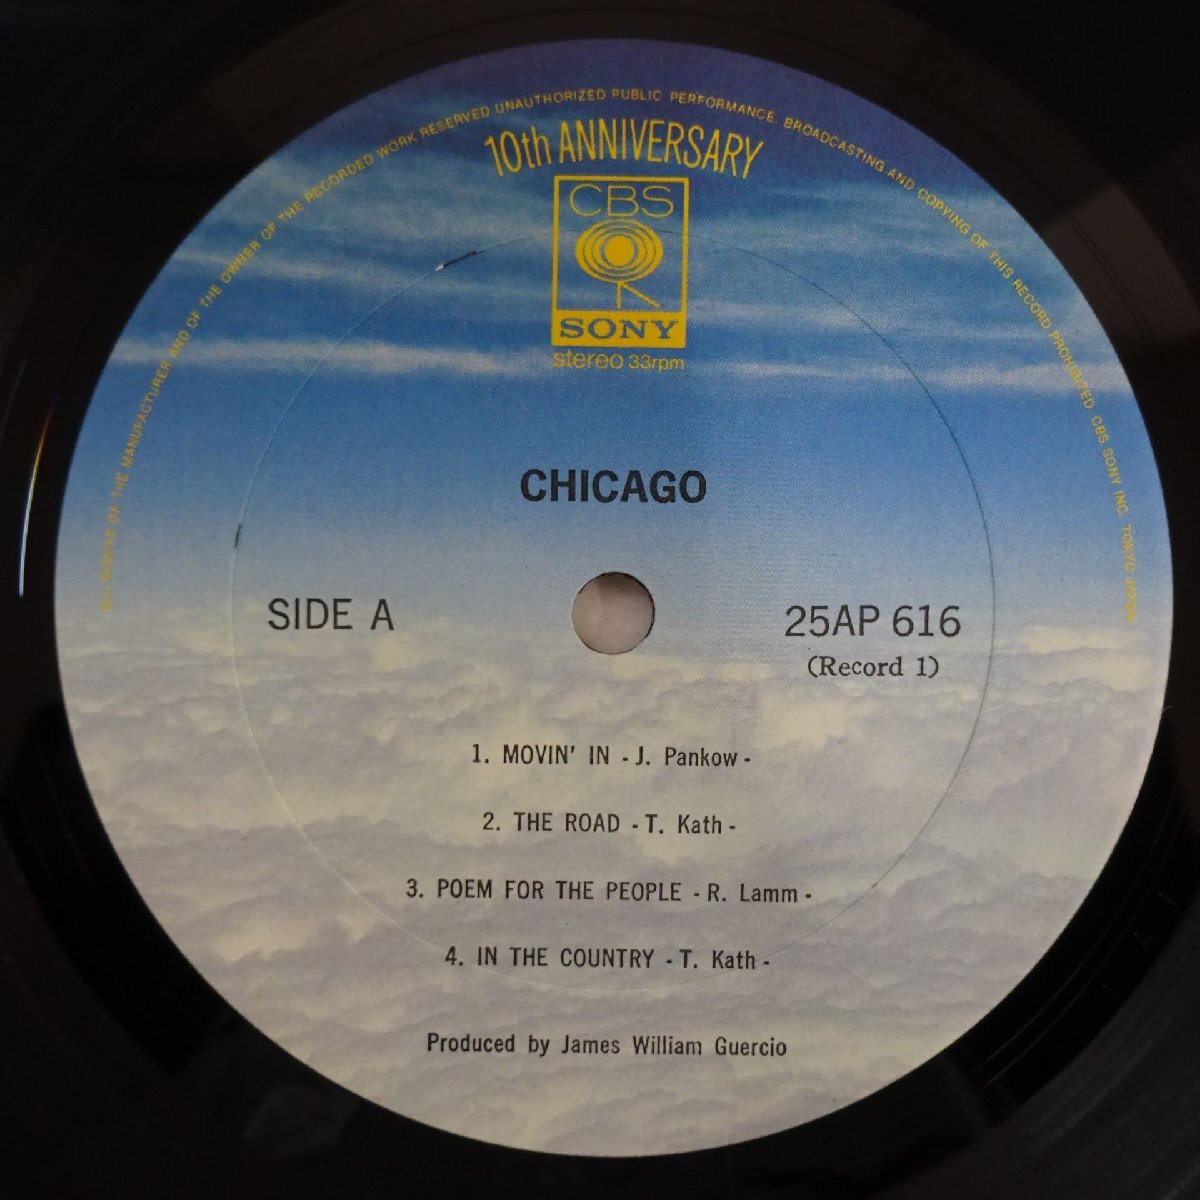 ALL RIGHTS OF THE MANUFACTURER AND OF THE OWNER OF THE RECORDED WORK RESERVED UNAUTHORIZED PUBLIC PERFORMANCE. BROADCASTING AND COPYING OF THIS RECORD PROHIBITED. CBS SONY INC. TOKYO JAPAN
10th ANNIVERSARY
CBS
SONY
stereo 33rpm
CHICAGO
SIDE A
25AP 616
(Record 1)
1. MOVIN' IN - J. Pankow -
2. THE ROAD - T. Kath -
3. POEM FOR THE PEOPLE - R. Lamm -
4. IN THE COUNTRY - T. Kath -
Produced by James William Guercio